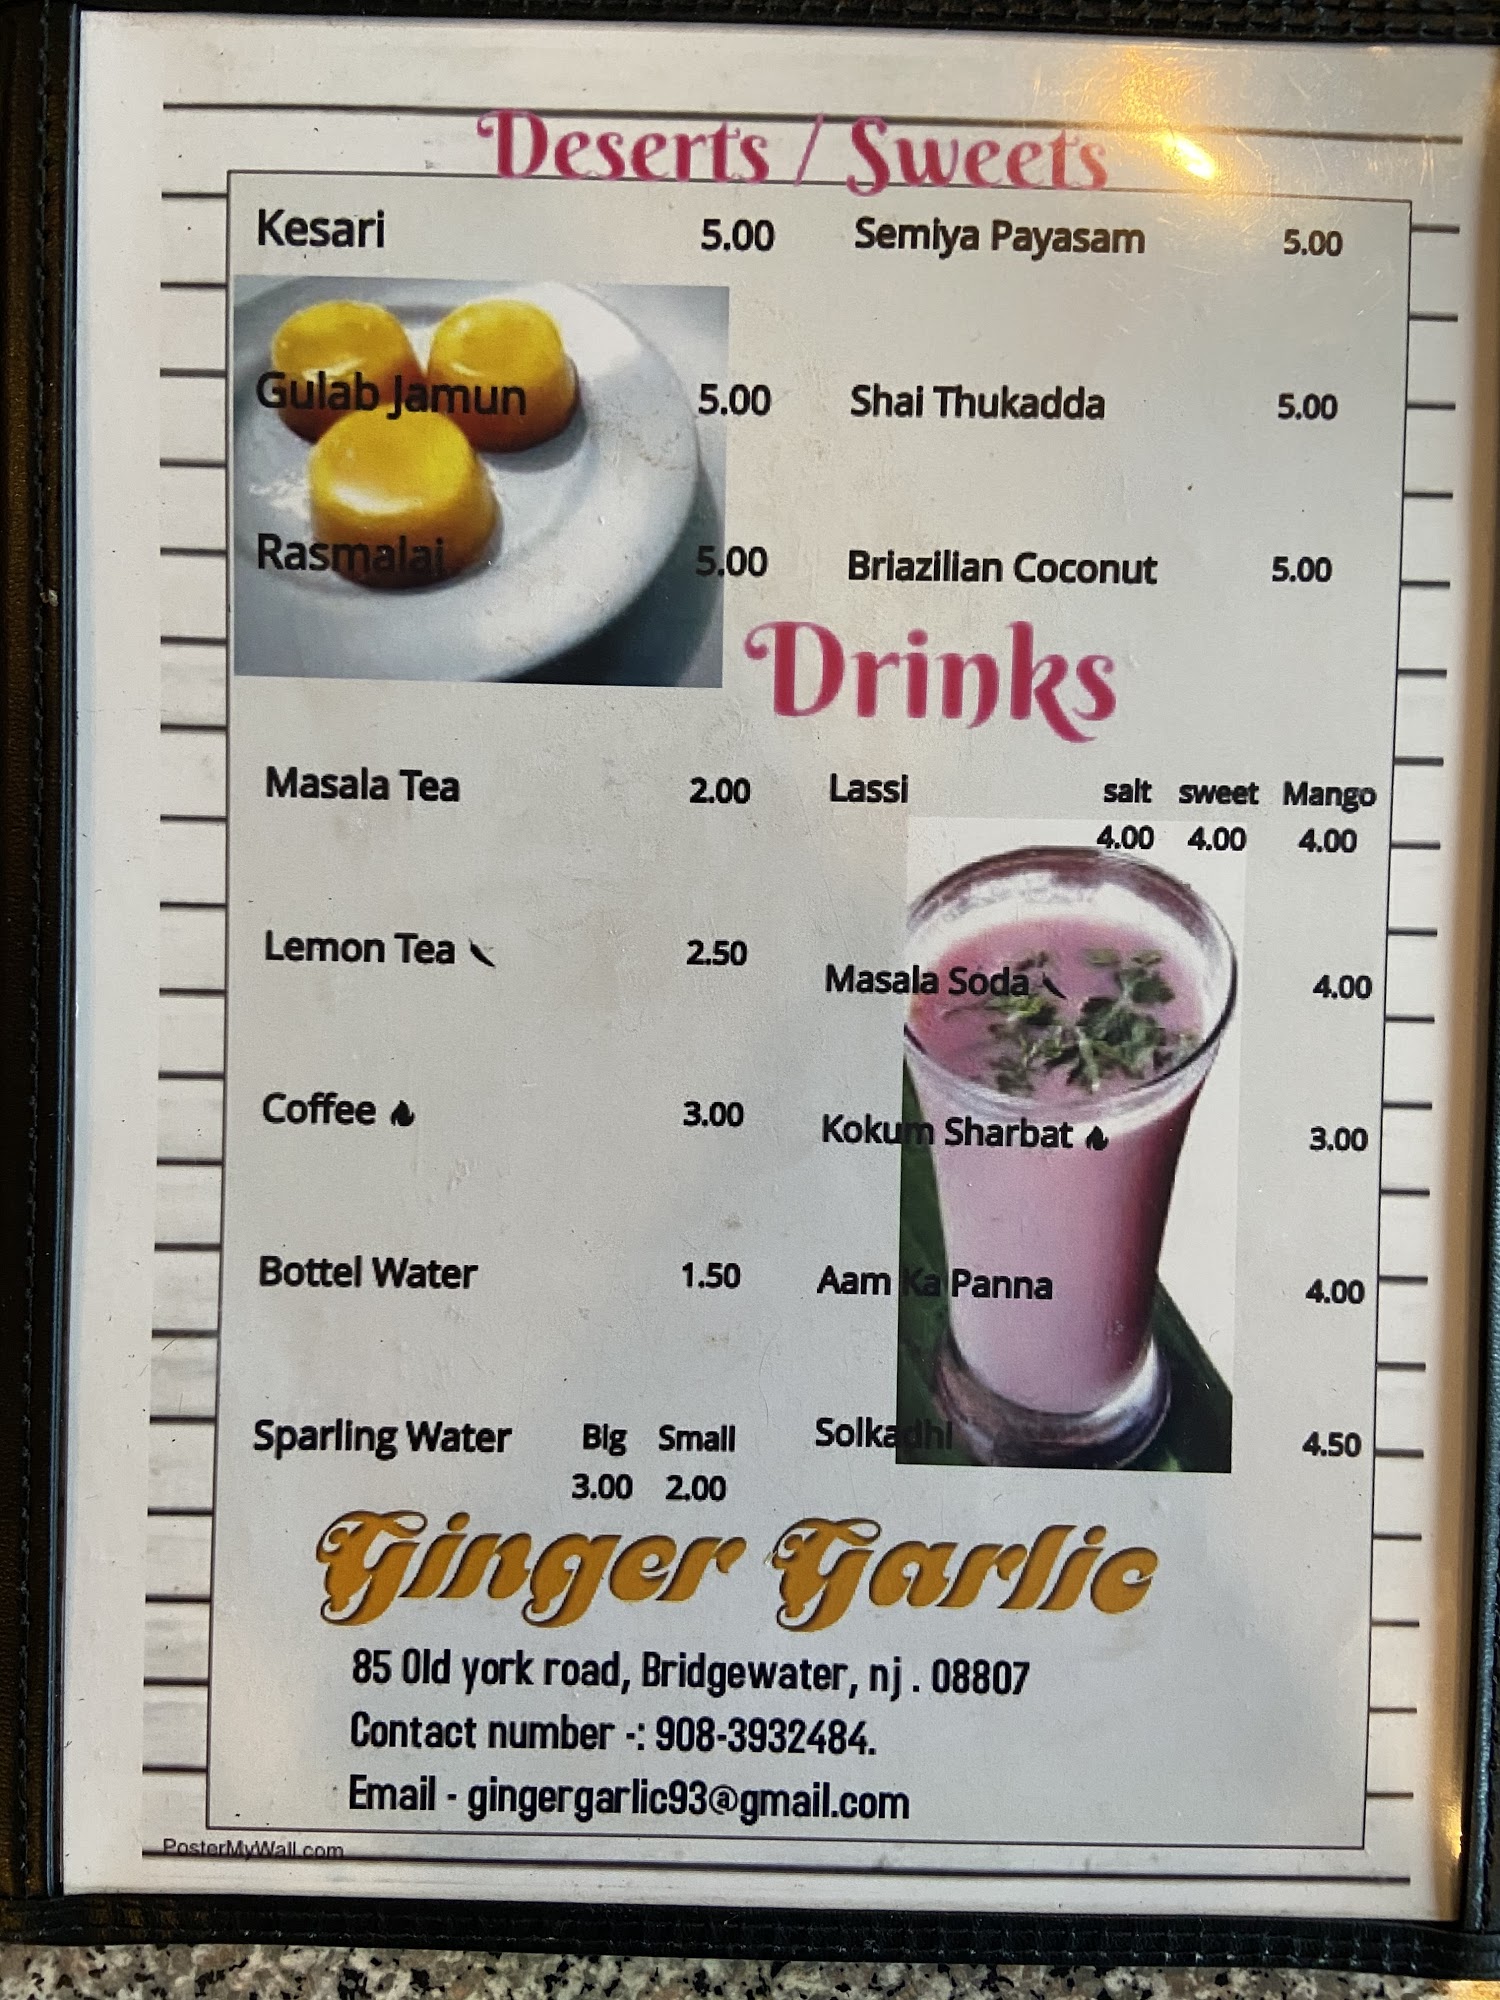 Deserts / Sweets
Kesari 5.00 Semiya Payasam 5.00
Gulab Jamun 5.00 Shai Thukadda 5.00
Rasmalai 5.00 Briazilian Coconut 5.00
Drinks
Masala Tea 2.00 Lassi salt sweet Mango
4.00 4.00 4.00
Lemon Tea 2.50 Masala Soda 4.00
Coffee 3.00 Kokum Sharbat 3.00
Bottel Water 1.50 Aam Ka Panna 4.00
Sparling Water Big Small Solkadhi 4.50
3.00 2.00
Ginger Garlic
85 Old york road, Bridgewater, nj . 08807
Contact number -: 908-3932484.
Email - gingergarlic93@gmail.com
PosterMyWall.com